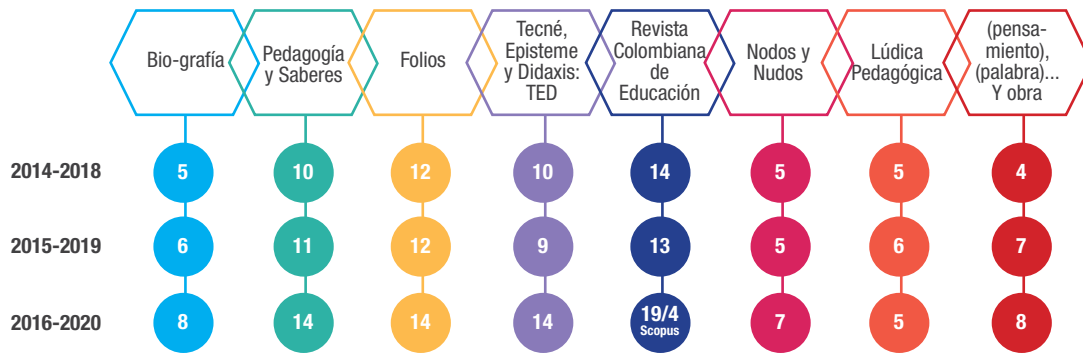 Bio-grafía
Pedagogía
y Saberes
Folios
Tecné,
Episteme
y Didaxis:
TED
Revista
Colombiana
de
Educación
Nodos y
Nudos
Lúdica
Pedagógica
(pensa-
miento),
(palabra)...
Y obra
2014-2018 5 10 12 10 14 5 5 4
2015-2019 6 11 12 9 13 5 6 7
2016-2020 8 14 14 14 19/4 7 5 8
Scopus